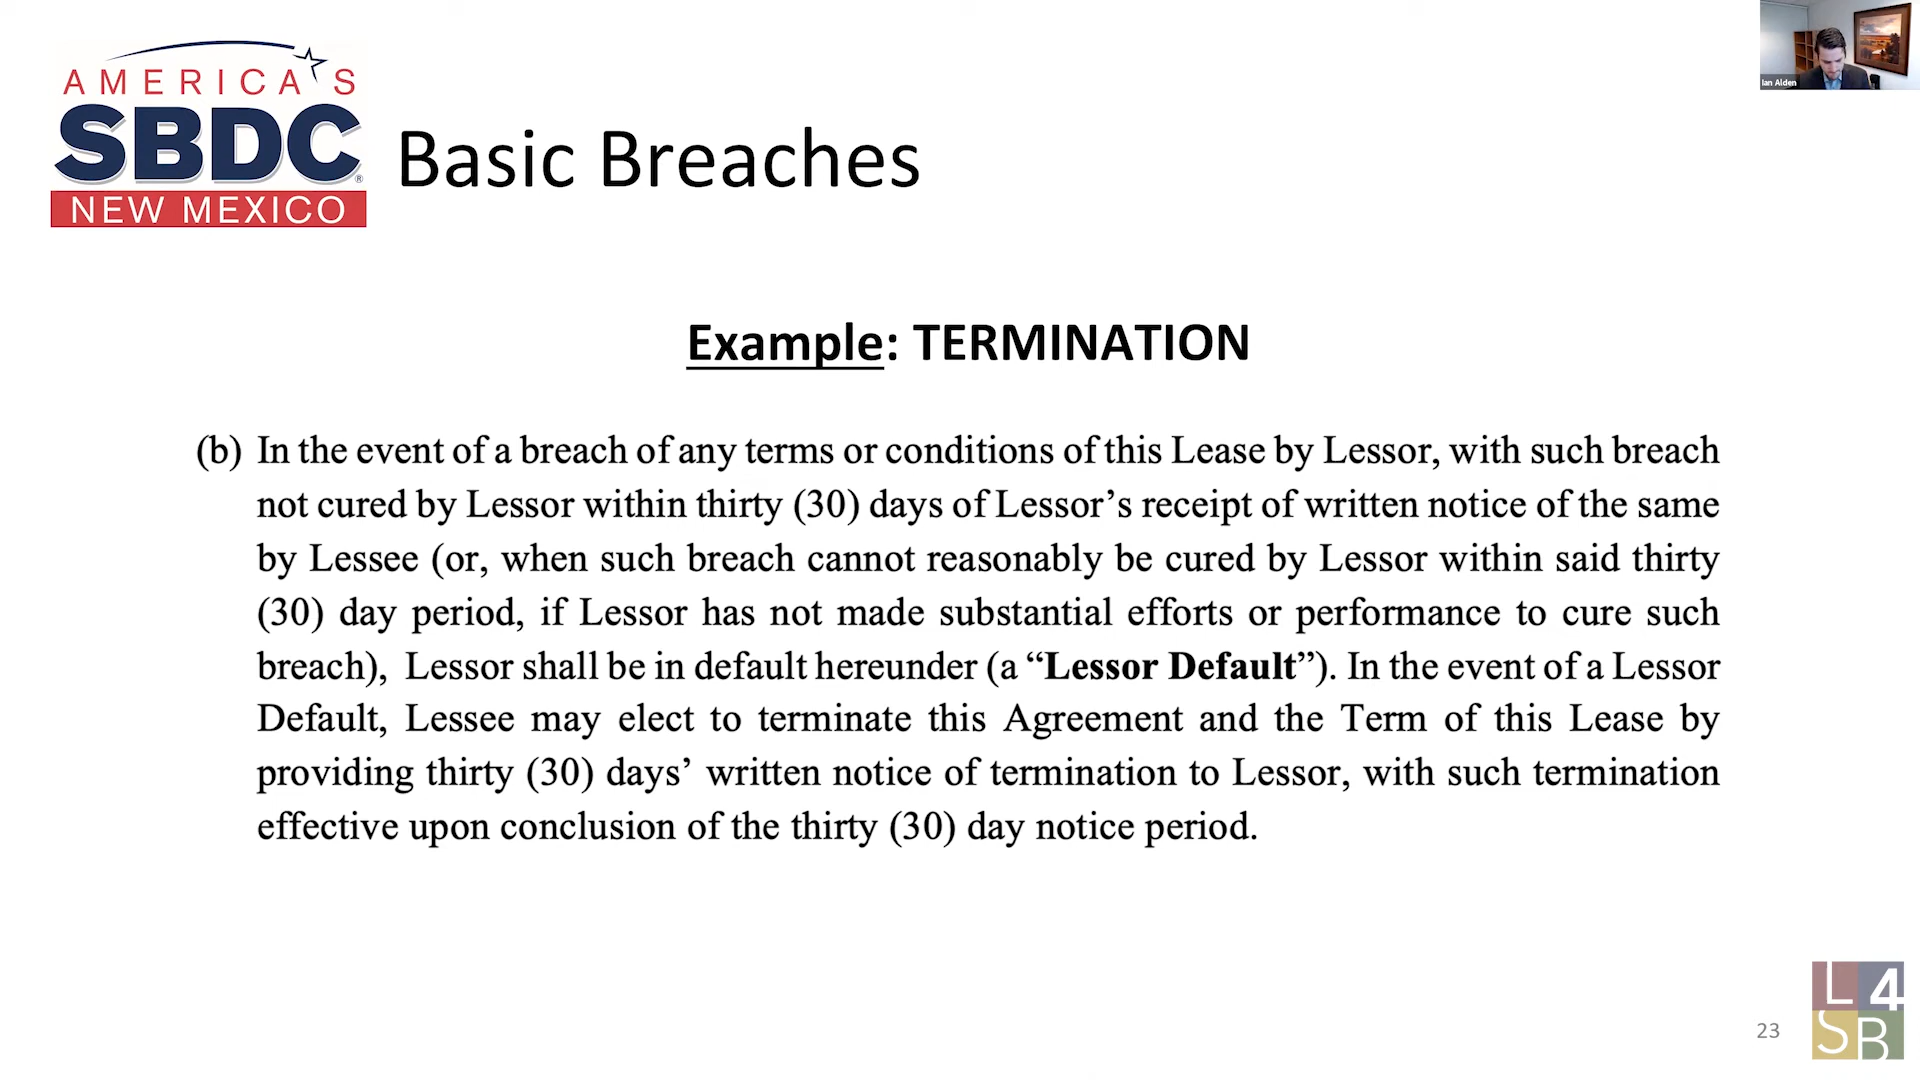 AMERICA'S
SBDC
®
NEW MEXICO
Basic Breaches
Ian Alden
Example: TERMINATION
(b) In the event of a breach of any terms or conditions of this Lease by Lessor, with such breach
not cured by Lessor within thirty (30) days of Lessor’s receipt of written notice of the same
by Lessee (or, when such breach cannot reasonably be cured by Lessor within said thirty
(30) day period, if Lessor has not made substantial efforts or performance to cure such
breach), Lessor shall be in default hereunder (a “Lessor Default”). In the event of a Lessor
Default, Lessee may elect to terminate this Agreement and the Term of this Lease by
providing thirty (30) days’ written notice of termination to Lessor, with such termination
effective upon conclusion of the thirty (30) day notice period.
23
L4
SB